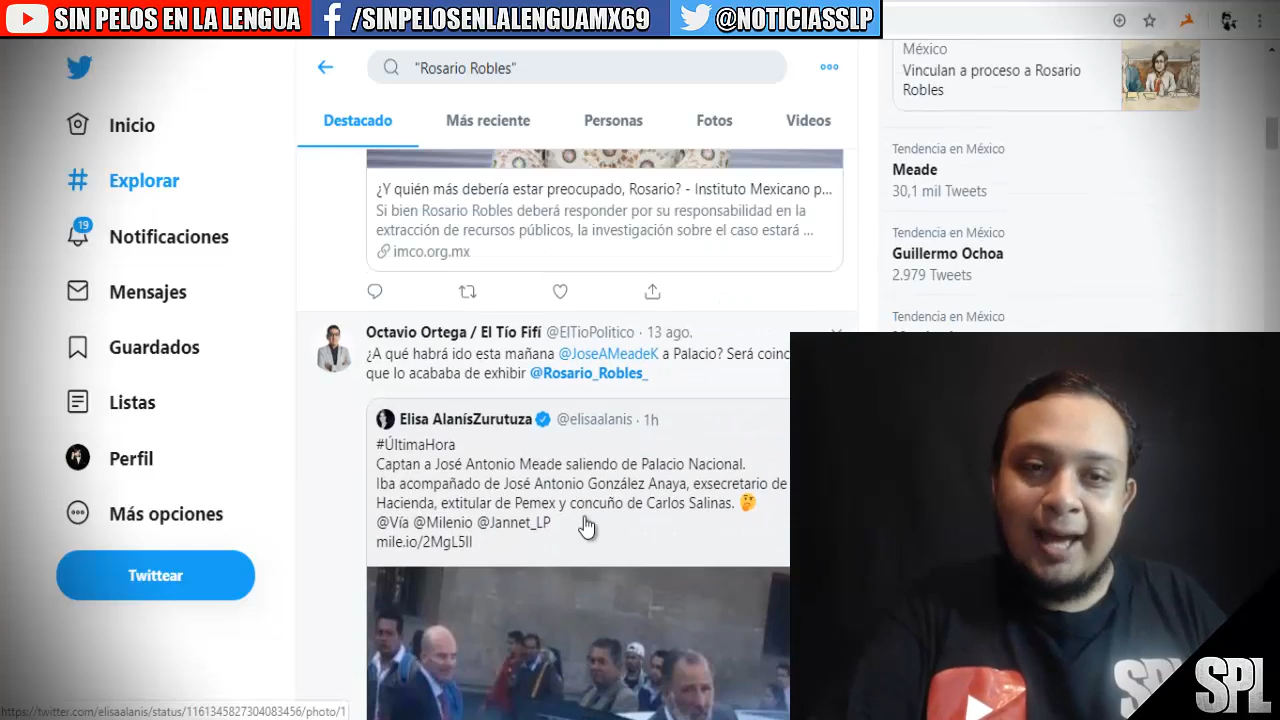 SIN PELOS EN LA LENGUA
/SINPELOSENLALENGUAMX69
@NOTICIASSLP
"Rosario Robles"
Destacado
Más reciente
Personas
Fotos
Videos
Inicio
Explorar
19
Notificaciones
Mensajes
Guardados
Listas
Perfil
Más opciones
Twittear
¿Y quién más debería estar preocupado, Rosario? - Instituto Mexicano p...
Si bien Rosario Robles deberá responder por su responsabilidad en la
extracción de recursos públicos, la investigación sobre el caso estará ...
imco.org.mx
Octavio Ortega / El Tío Fifí @ElTioPolitico · 13 ago.
¿A qué habrá ido esta mañana @JoseAMeadeK a Palacio? Será coinc
que lo acababa de exhibir @Rosario_Robles_
Elisa AlanísZurutuza @elisaalanis · 1h
#ÚltimaHora
Captan a José Antonio Meade saliendo de Palacio Nacional.
Iba acompañado de José Antonio González Anaya, exsecretario de
Hacienda, extitular de Pemex y concuño de Carlos Salinas. 🤔
@Vía @Milenio @Jannet_LP
mile.io/2MgL5Il
México
Vinculan a proceso a Rosario
Robles
Tendencia en México
Meade
30,1 mil Tweets
Tendencia en México
Guillermo Ochoa
2.979 Tweets
Tendencia en México
https://twitter.com/elisaalanis/status/1161345827304083456/photo/1
SPL
SPL